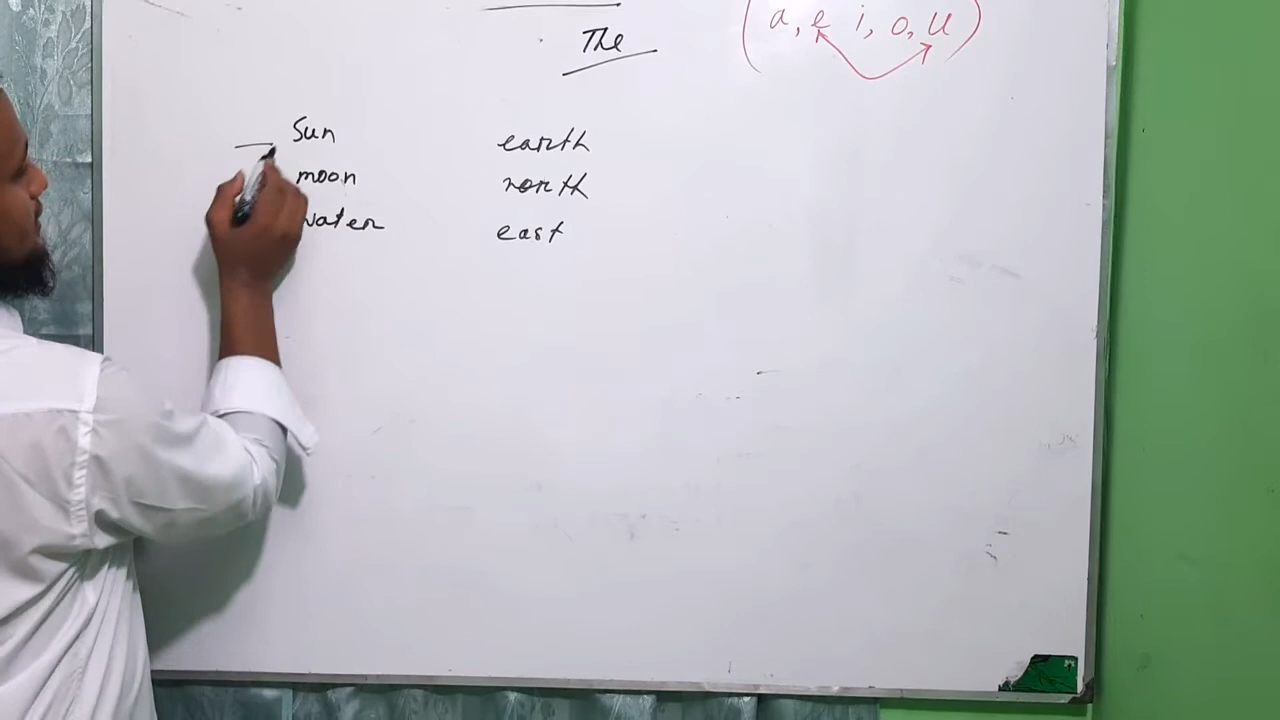 (a, e i, o, u)
The
Sun earth
moon north
water east